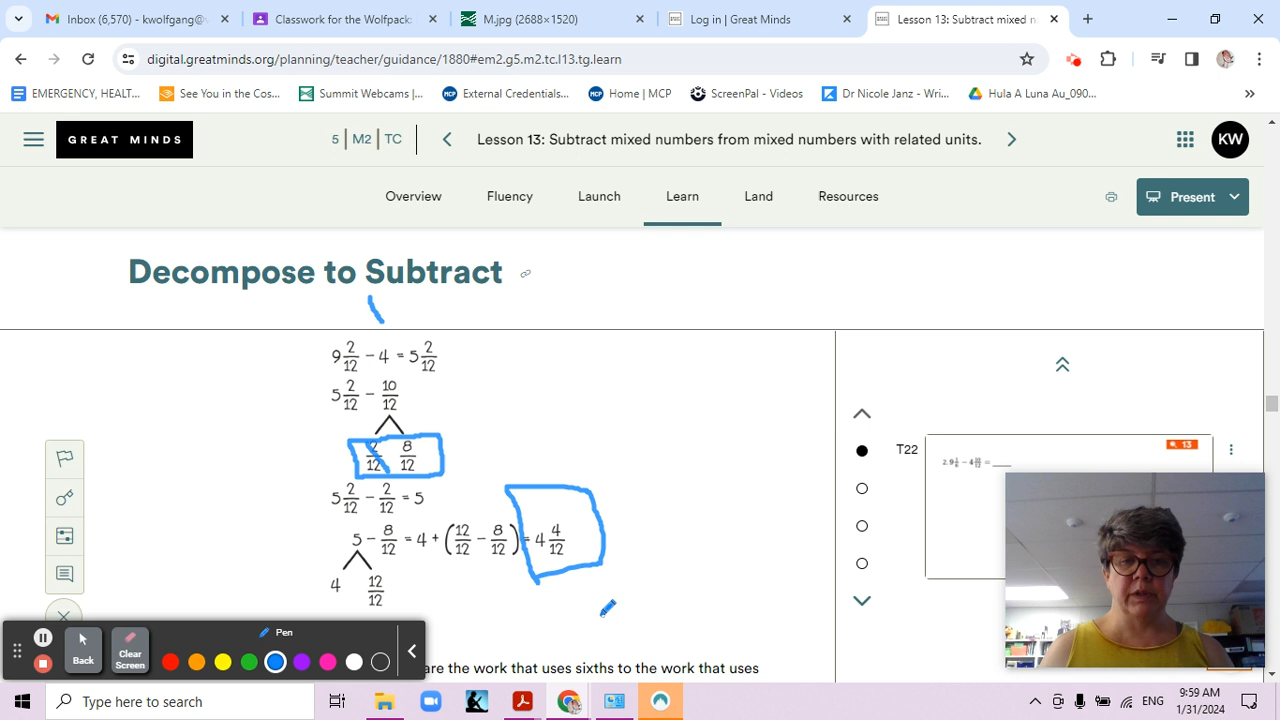 Inbox (6,570) - kwolfgang@
Classwork for the Wolfpack:
M.jpg (2688×1520)
Log in | Great Minds
Lesson 13: Subtract mixed n
digital.greatminds.org/planning/teacher/guidance/1880#em2.g5.m2.tc.l13.tg.learn
EMERGENCY, HEALT...
See You in the Cos...
Summit Webcams |...
External Credentials...
Home | MCP
ScreenPal - Videos
Dr Nicole Janz - Wri...
Hula A Luna Au_090...
GREAT MINDS
5 | M2 | TC
Lesson 13: Subtract mixed numbers from mixed numbers with related units.
KW
Overview
Fluency
Launch
Learn
Land
Resources
Present
Decompose to Subtract
9 2/12 - 4 = 5 2/12
5 2/12 - 10/12
2/12 8/12
5 2/12 - 2/12 = 5
5 - 8/12 = 4 + (12/12 - 8/12) = 4 4/12
4 12/12
T22
13
Pen
Back
Clear Screen
are the work that uses sixths to the work that uses
Type here to search
ENG
9:59 AM
1/31/2024